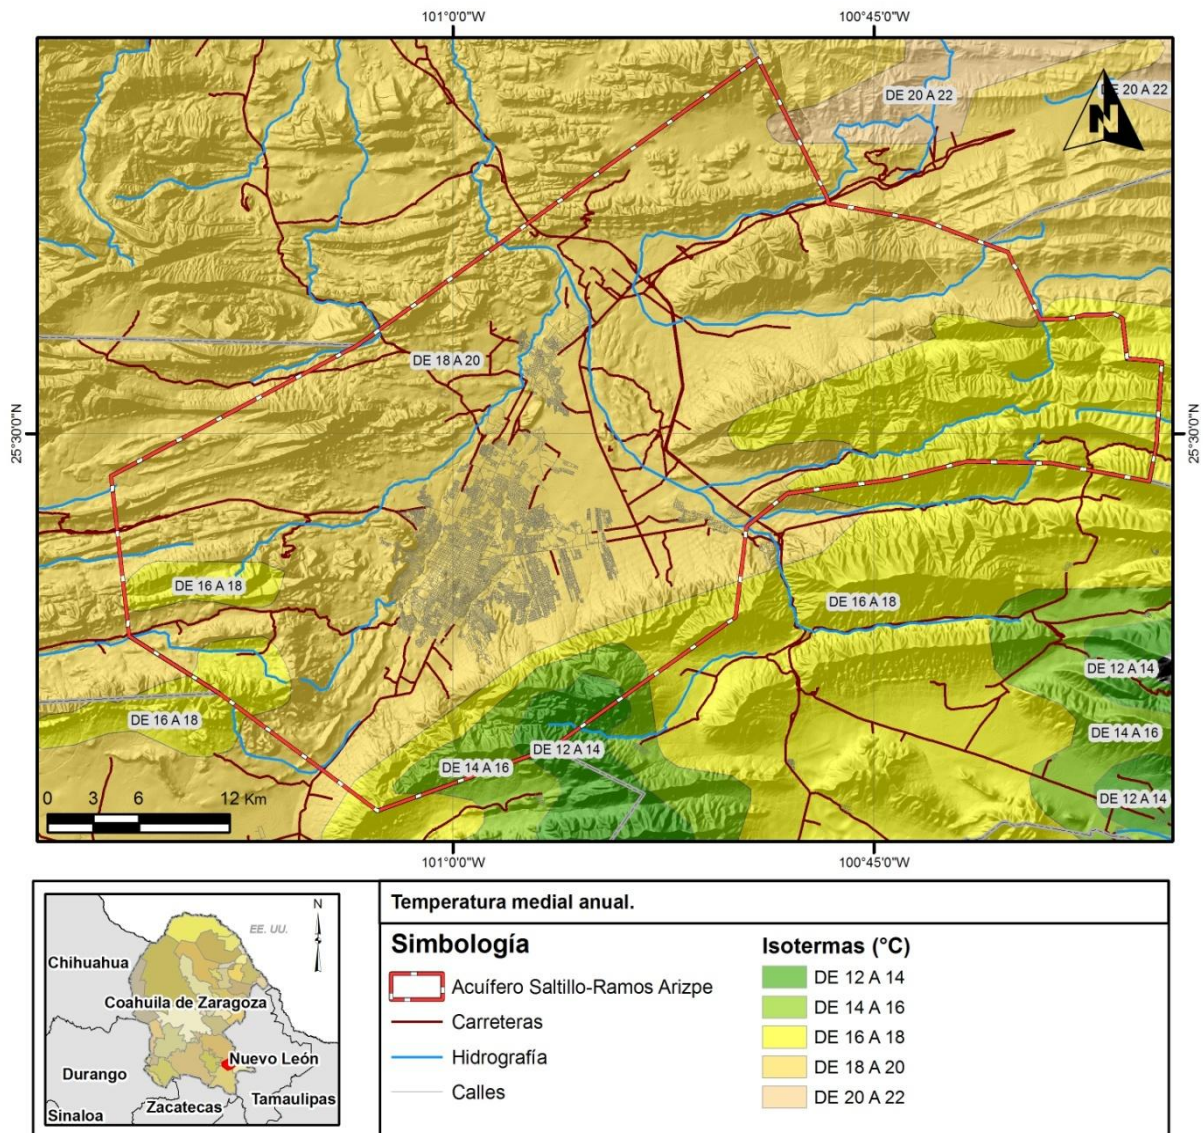 101°0'0"W
100°45'0"W
DE 20 A 22
DE 20 A 22
N
DE 18 A 20
25°30'0"N
25°30'0"N
DE 16 A 18
DE 16 A 18
DE 12 A 14
DE 16 A 18
DE 14 A 16
DE 12 A 14
DE 14 A 16
DE 12 A 14
0 3 6 12 Km
101°0'0"W
100°45'0"W
N
EE. UU.
Chihuahua
Coahuila de Zaragoza
Nuevo León
Durango
Tamaulipas
Zacatecas
Sinaloa
Temperatura medial anual.
Simbología
Acuífero Saltillo-Ramos Arizpe
Carreteras
Hidrografía
Calles
Isotermas (°C)
DE 12 A 14
DE 14 A 16
DE 16 A 18
DE 18 A 20
DE 20 A 22